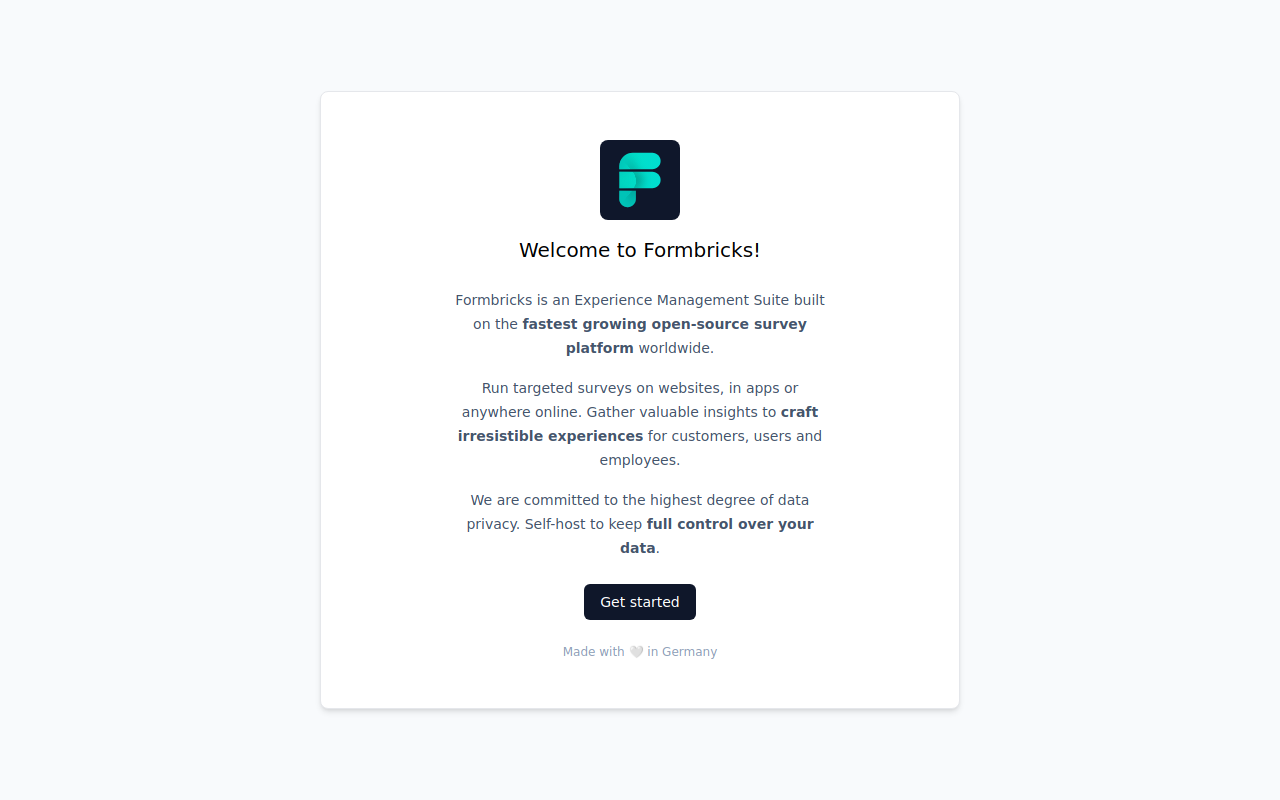 Welcome to Formbricks!
Formbricks is an Experience Management Suite built
on the fastest growing open-source survey
platform worldwide.
Run targeted surveys on websites, in apps or
anywhere online. Gather valuable insights to craft
irresistible experiences for customers, users and
employees.
We are committed to the highest degree of data
privacy. Self-host to keep full control over your
data.
Get started
Made with 🤍 in Germany